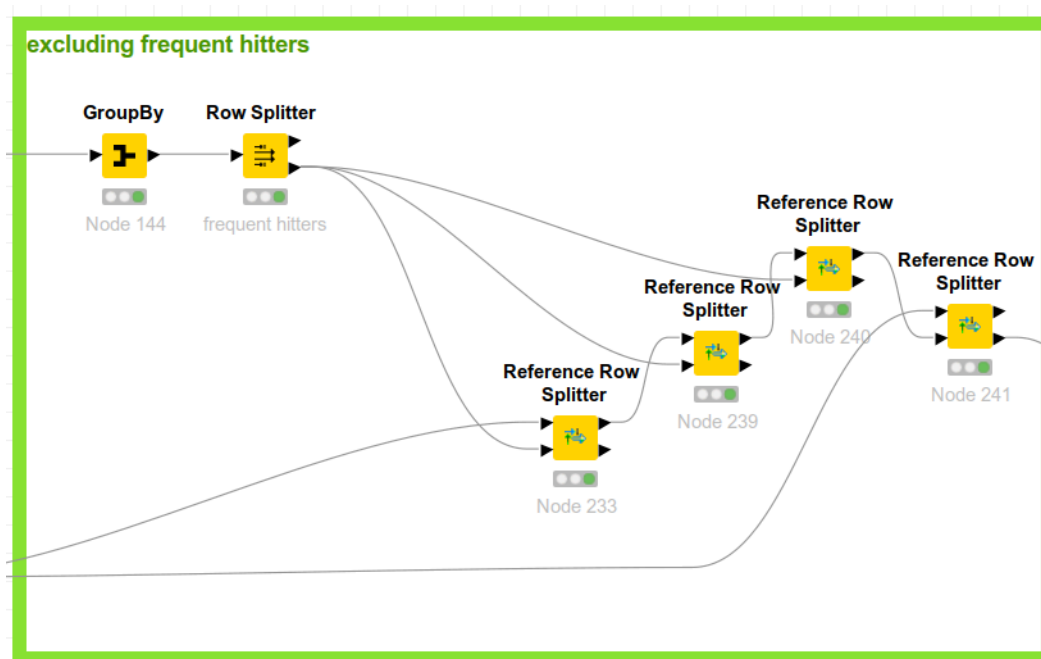 excluding frequent hitters
GroupBy
Row Splitter
Node 144
frequent hitters
Reference Row
Splitter
Node 233
Reference Row
Splitter
Node 239
Reference Row
Splitter
Node 240
Reference Row
Splitter
Node 241